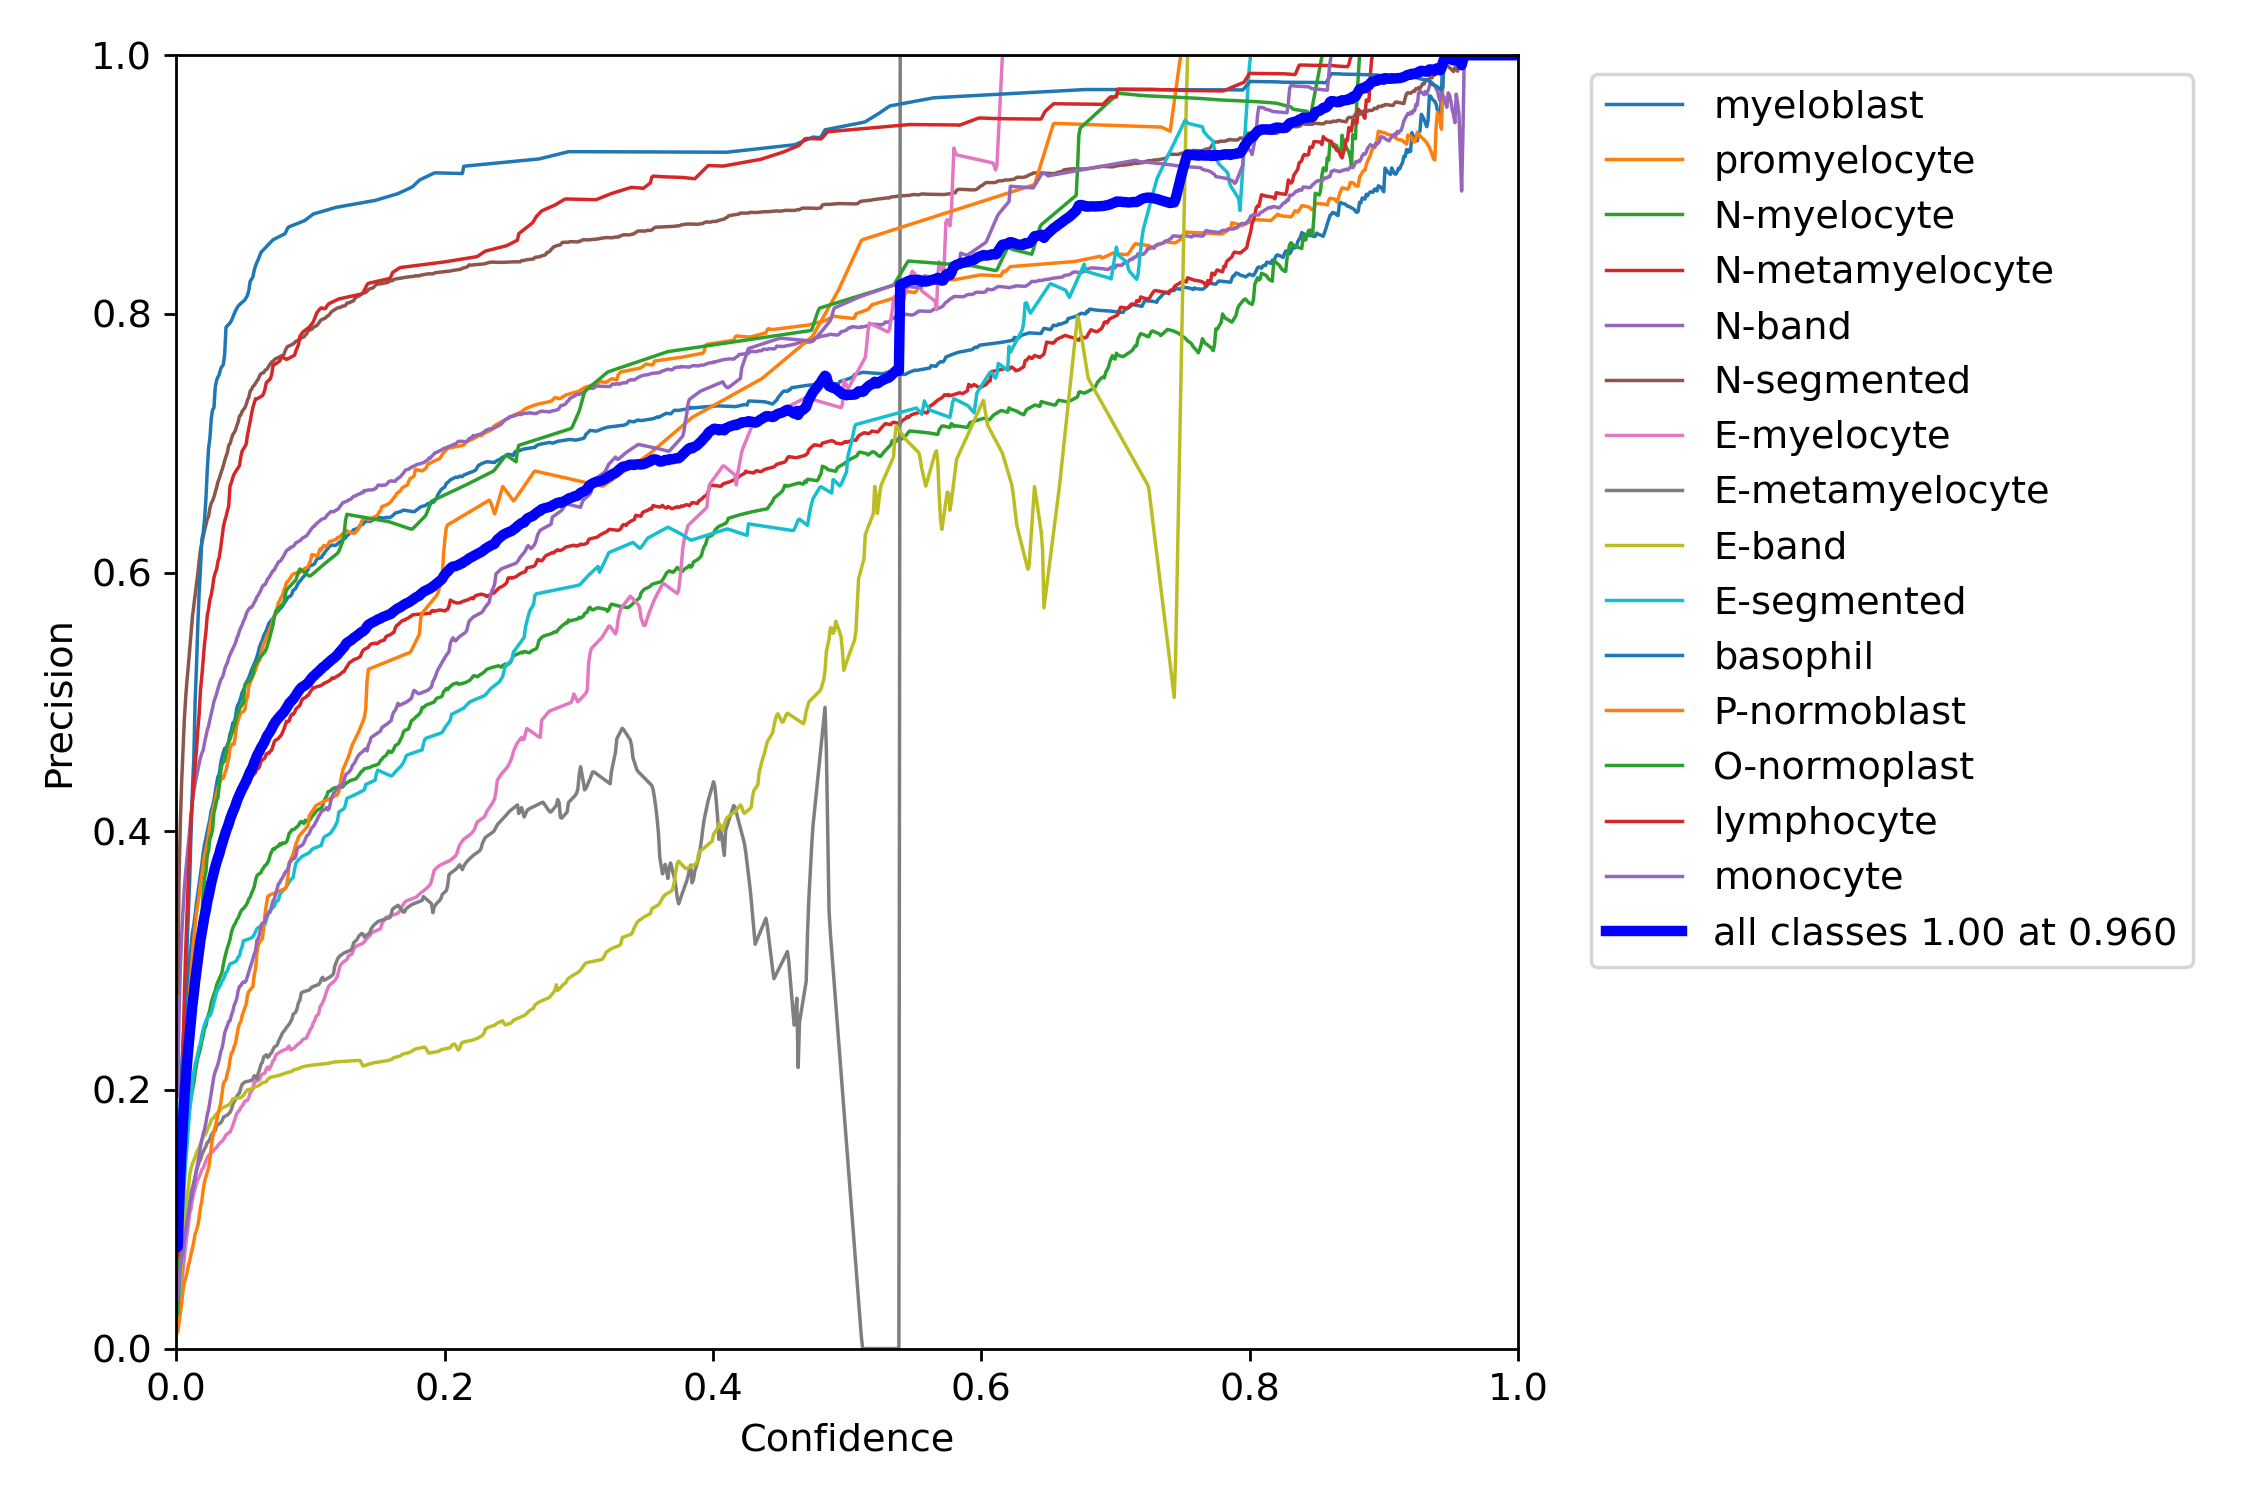 1.0
0.8
0.6
0.4
0.2
0.0
0.0 0.2 0.4 0.6 0.8 1.0
Precision
Confidence
myeloblast
promyelocyte
N-myelocyte
N-metamyelocyte
N-band
N-segmented
E-myelocyte
E-metamyelocyte
E-band
E-segmented
basophil
P-normoblast
O-normoplast
lymphocyte
monocyte
all classes 1.00 at 0.960